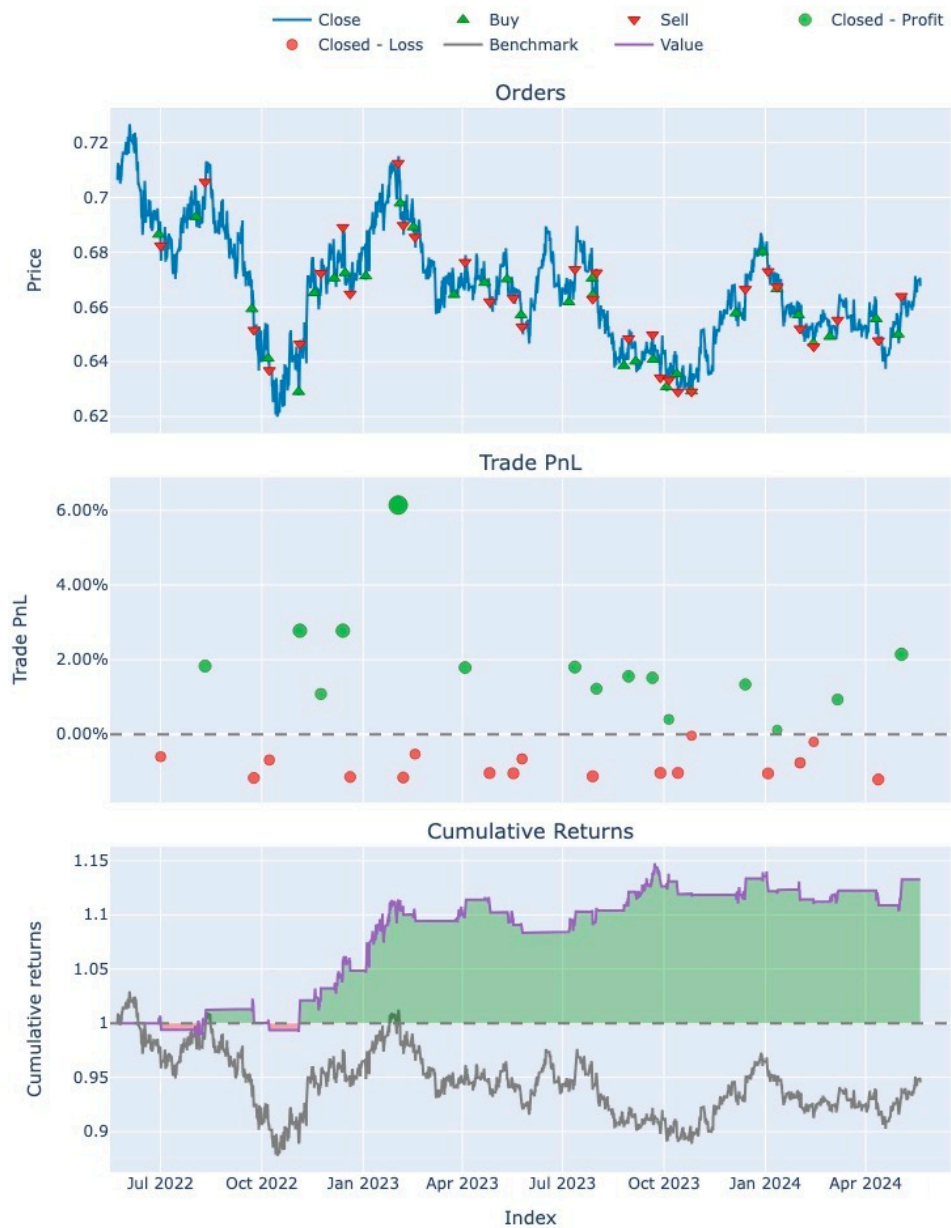 Close Buy Sell Closed - Profit
Closed - Loss Benchmark Value
Orders
0.72
0.7
0.68
0.66
0.64
0.62
Price
Trade PnL
6.00%
4.00%
2.00%
0.00%
Trade PnL
Cumulative Returns
1.15
1.1
1.05
1
0.95
0.9
Cumulative returns
Jul 2022 Oct 2022 Jan 2023 Apr 2023 Jul 2023 Oct 2023 Jan 2024 Apr 2024
Index